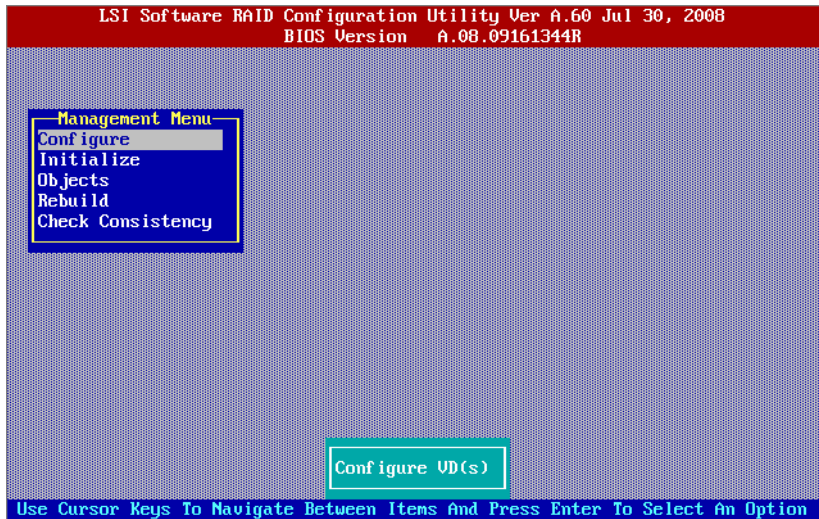 LSI Software RAID Configuration Utility Ver A.60 Jul 30, 2008
BIOS Version A.08.09161344R
Management Menu
Configure
Initialize
Objects
Rebuild
Check Consistency
Configure VD(s)
Use Cursor Keys To Navigate Between Items And Press Enter To Select An Option